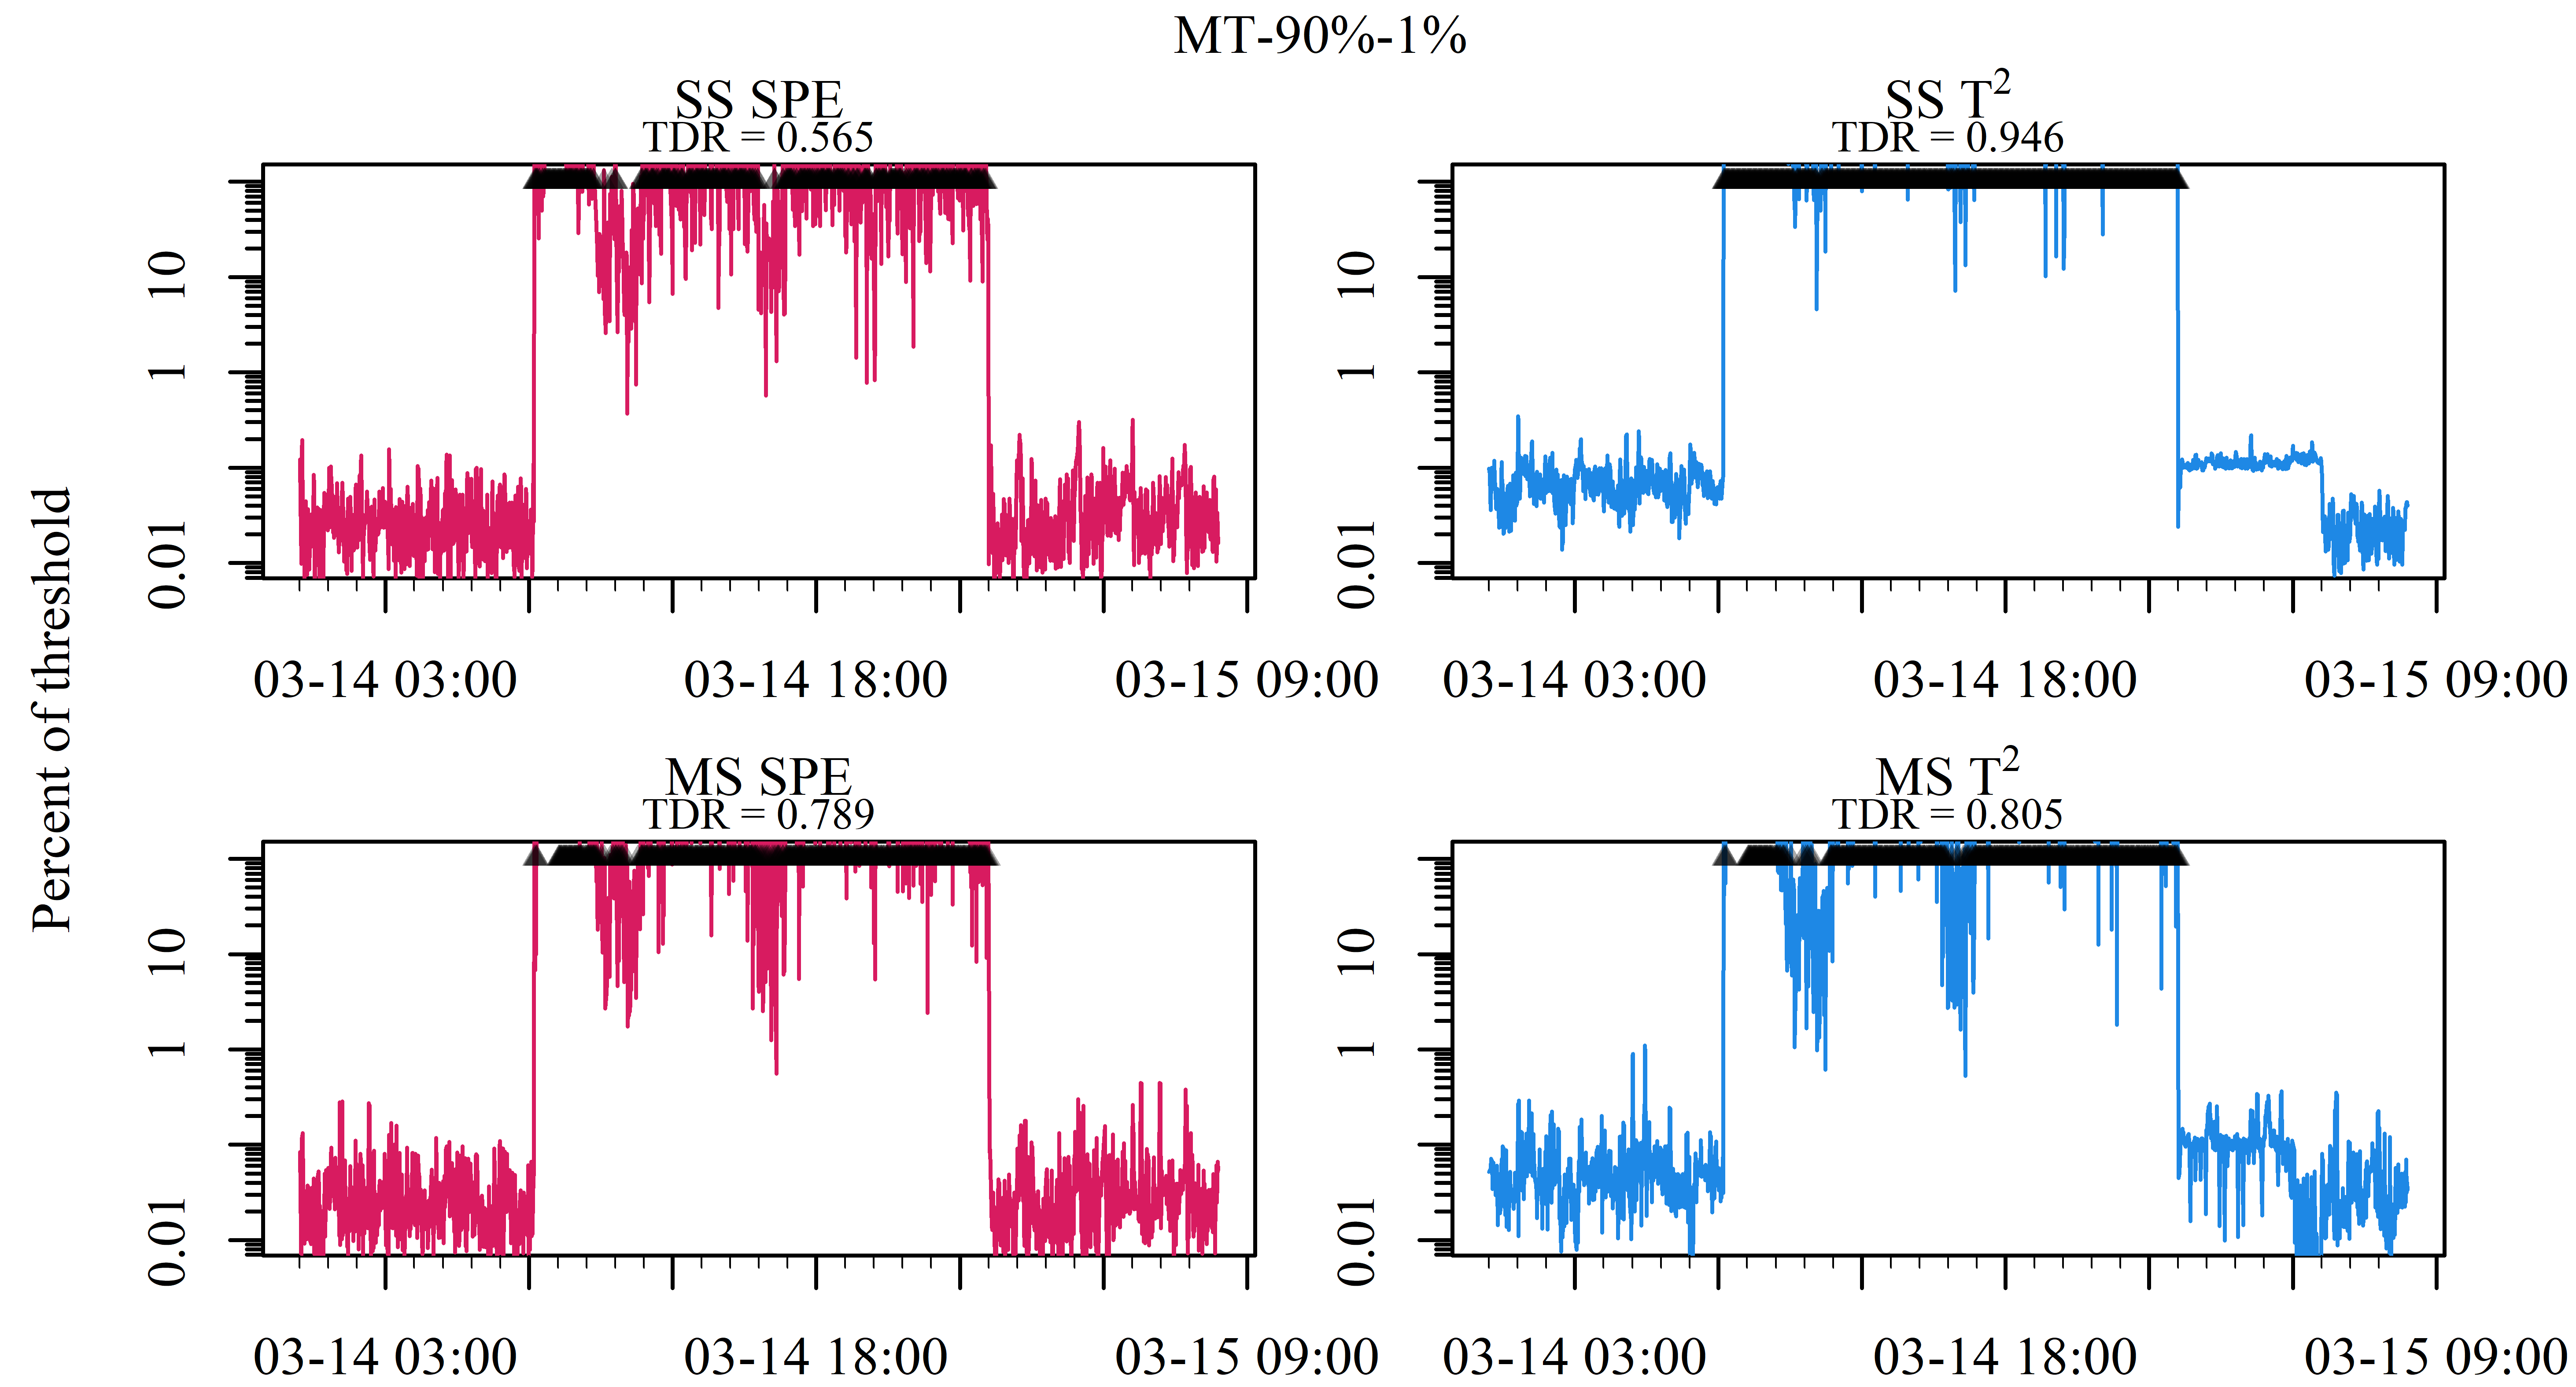 MT-90%-1%
SS SPE
TDR = 0.565
10
1
0.01
03-14 03:00
03-14 18:00
03-15 09:00
SS T²
TDR = 0.946
10
1
0.01
03-14 03:00
03-14 18:00
03-15 09:00
Percent of threshold
MS SPE
TDR = 0.789
10
1
0.01
03-14 03:00
03-14 18:00
03-15 09:00
MS T²
TDR = 0.805
10
1
0.01
03-14 03:00
03-14 18:00
03-15 09:00